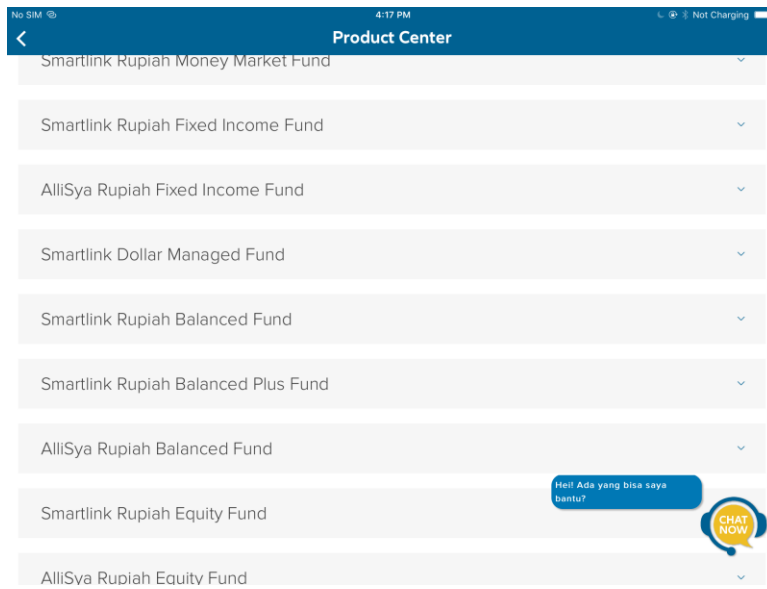 No SIM
4:17 PM
Not Charging
Product Center
Smartlink Rupiah Money Market Fund
Smartlink Rupiah Fixed Income Fund
AlliSya Rupiah Fixed Income Fund
Smartlink Dollar Managed Fund
Smartlink Rupiah Balanced Fund
Smartlink Rupiah Balanced Plus Fund
AlliSya Rupiah Balanced Fund
Hei! Ada yang bisa saya
bantu?
Smartlink Rupiah Equity Fund
CHAT
NOW
AlliSya Rupiah Equity Fund